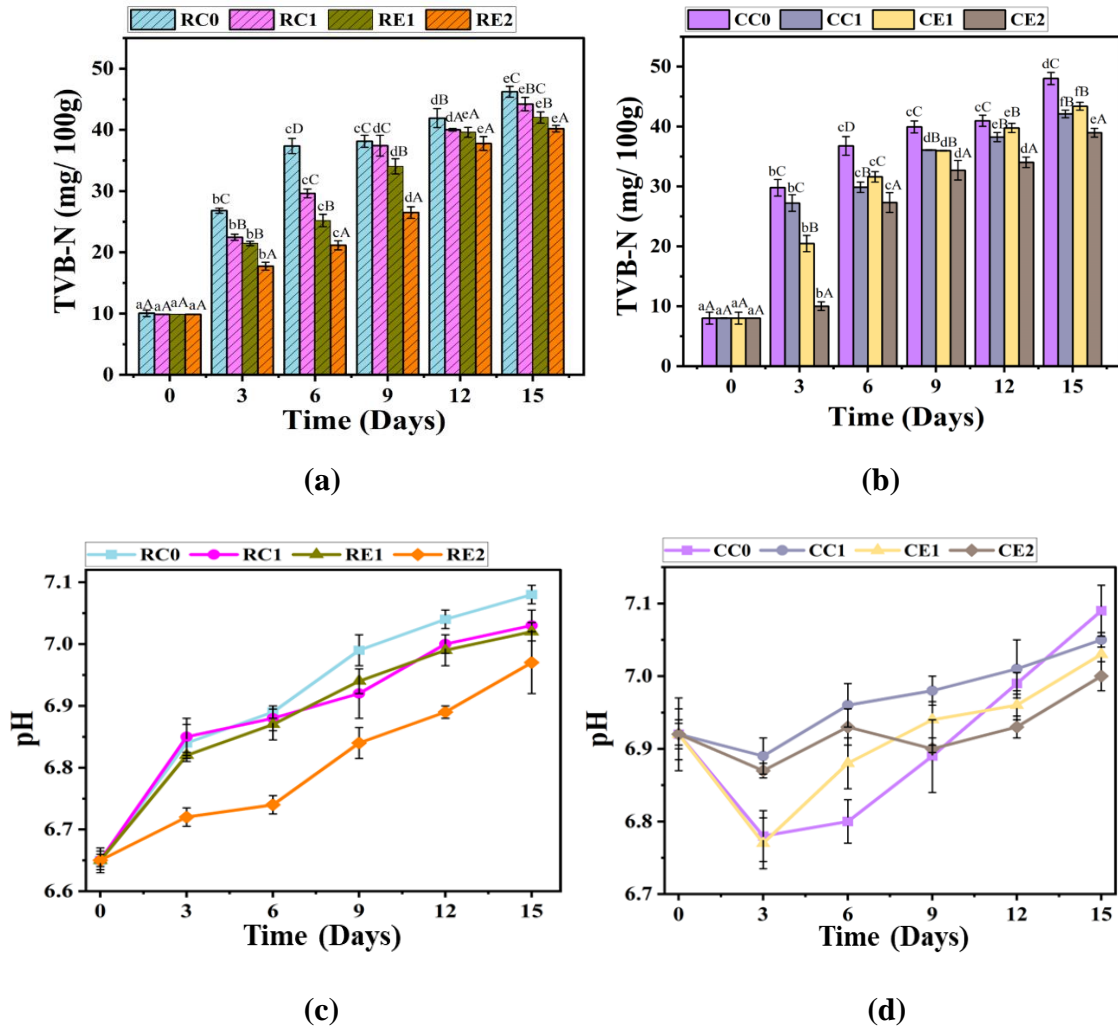 RC0 RC1 RE1 RE2
TVB-N (mg/ 100g)
50
40
30
20
10
0
aA aA aA aA
bC bB bB bA
cD cC cB cA
cC dC dB dA
dB dA eA eA
eC eBC eB eA
0 3 6 9 12 15
Time (Days)
(a)
CC0 CC1 CE1 CE2
TVB-N (mg/ 100g)
50
40
30
20
10
0
aA aA aA aA
bC bC bB bA
cD cB cC cA
cC dB dB dA
cC eB eB dA
dC fB fB eA
0 3 6 9 12 15
Time (Days)
(b)
RC0 RC1 RE1 RE2
pH
7.1
7.0
6.9
6.8
6.7
6.6
0 3 6 9 12 15
Time (Days)
(c)
CC0 CC1 CE1 CE2
pH
7.1
7.0
6.9
6.8
6.7
0 3 6 9 12 15
Time (Days)
(d)